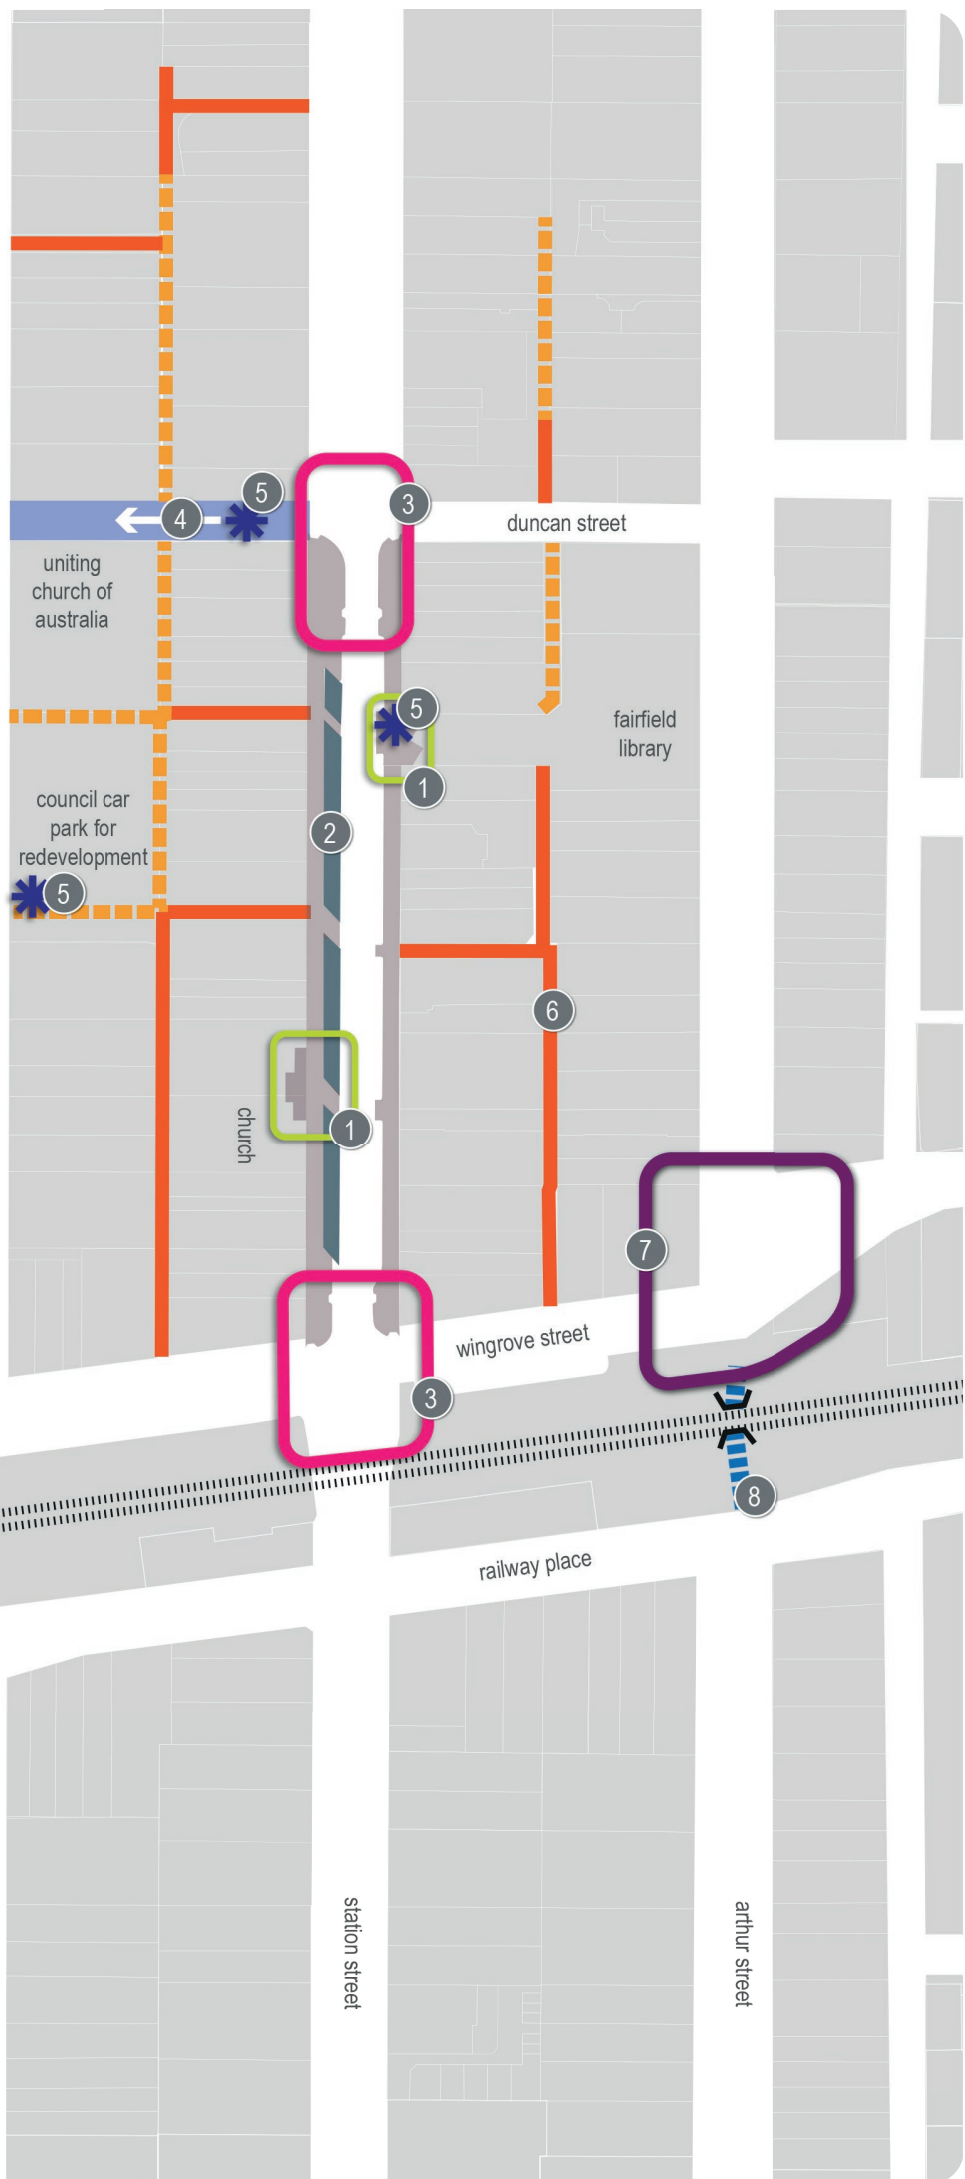 5
3
4
duncan street
uniting
church of
australia
5
fairfield
library
1
council car
park for
redevelopment
2
5
6
church
1
7
wingrove street
3
8
railway place
station street
arthur street